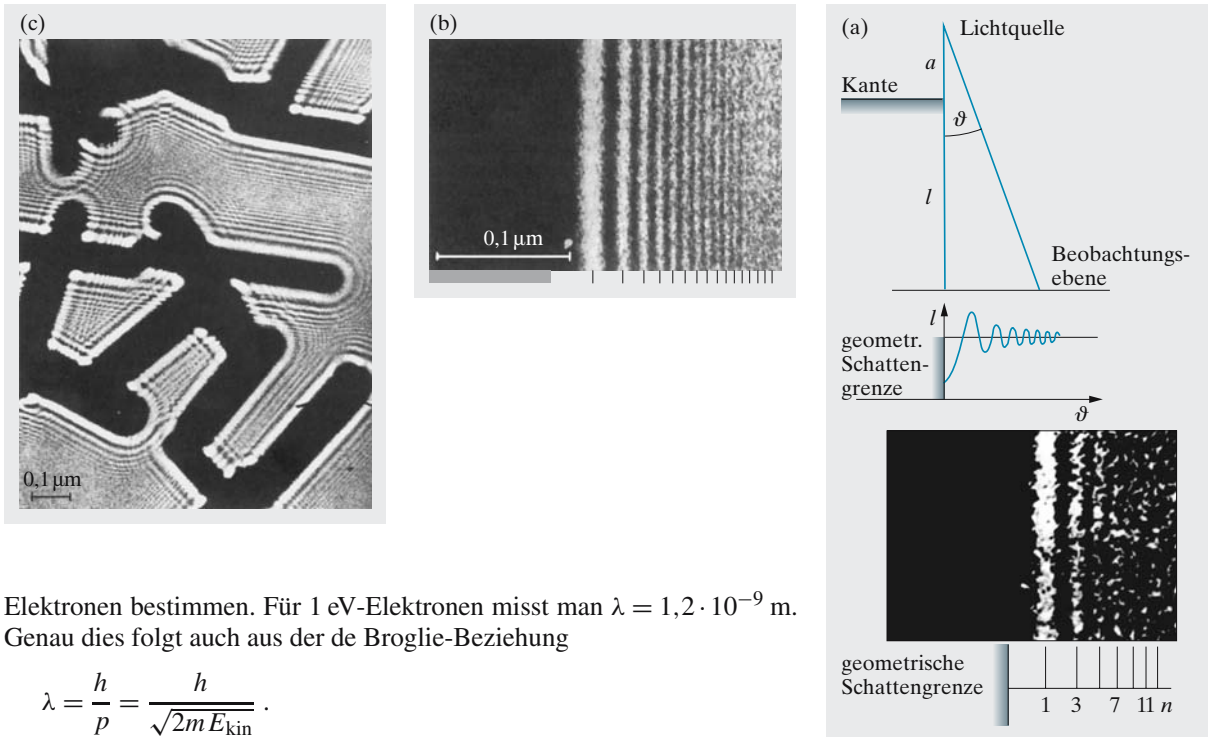 (c)
0,1 µm
(b)
0,1 µm
(a)
Lichtquelle
a
Kante
ϑ
l
Beobachtungs-
ebene
l
geometr.
Schatten-
grenze
ϑ
geometrische
Schattengrenze
1 3 7 11 n
Elektronen bestimmen. Für 1 eV-Elektronen misst man λ = 1,2 · 10⁻⁹ m.
Genau dies folgt auch aus der de Broglie-Beziehung
λ = h/p = h/√(2m E_kin) .